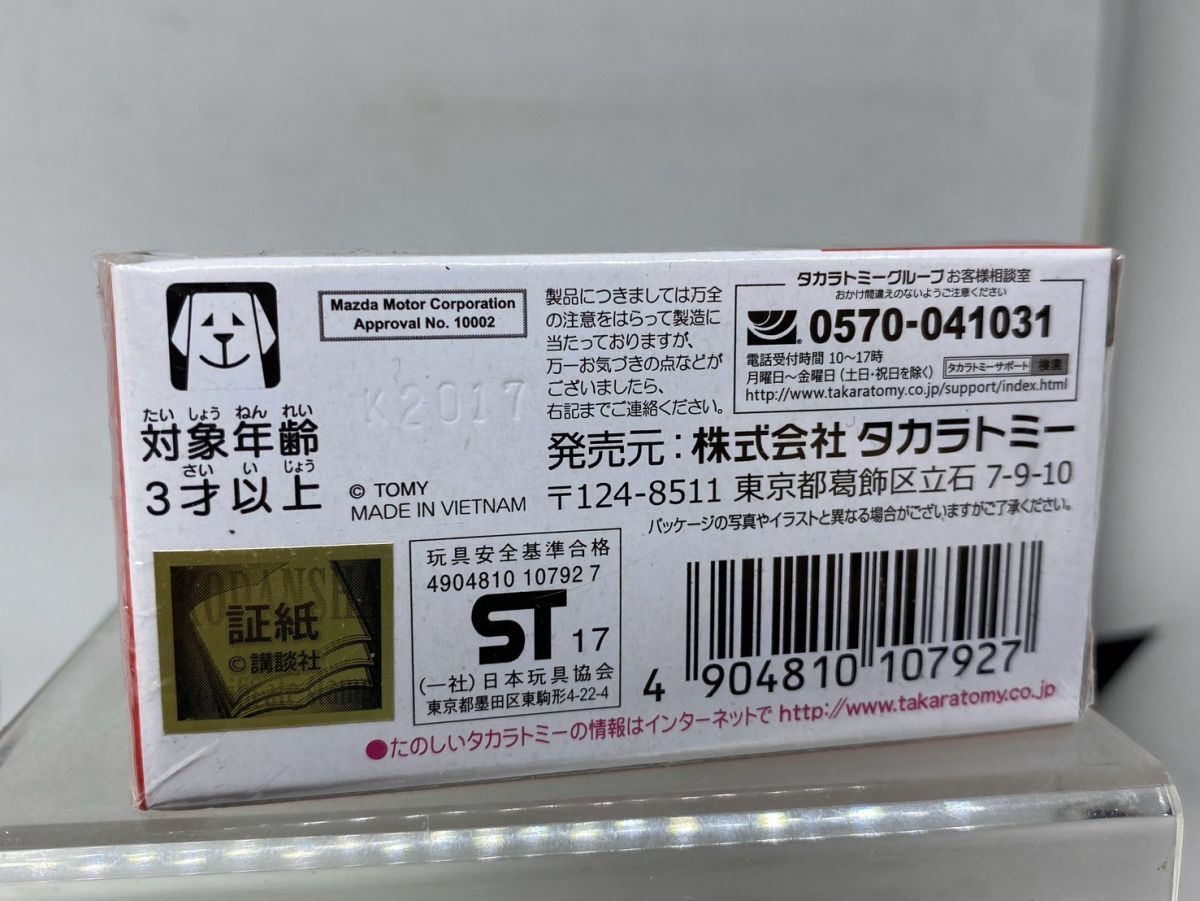 たいしょうねんれい
対象年齢
さいいじょう
3才以上
Mazda Motor Corporation
Approval No. 10002
K2017
© TOMY
MADE IN VIETNAM
製品につきましては万全
の注意をはらって製造に
当たっておりますが、
万一お気づきの点などが
ございましたら、
右記までご連絡ください。
タカラトミーグループ お客様相談室
おかけ間違えのないようご注意ください
0570-041031
電話受付時間 10〜17時
月曜日〜金曜日 (土日・祝日を除く)
タカラトミーサポート 検索
http://www.takaratomy.co.jp/support/index.html
発売元:株式会社 タカラトミー
〒124-8511 東京都葛飾区立石 7-9-10
パッケージの写真やイラストと異なる場合がございますがご了承ください。
KODANSHA
証紙
©講談社
玩具安全基準合格
4904810 10792 7
ST 17
(一社)日本玩具協会
東京都墨田区東駒形4-22-4
4 904810 107927
●たのしいタカラトミーの情報はインターネットで http://www.takaratomy.co.jp